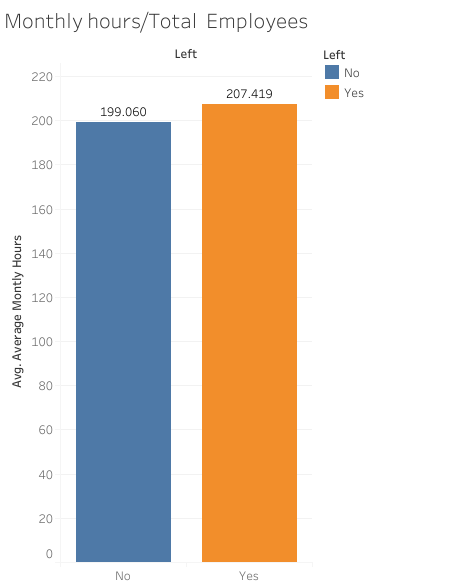 Monthly hours/Total Employees
Left
Left
No
Yes
220
200
180
160
140
120
100
80
60
40
20
0
Avg. Average Montly Hours
199.060
207.419
No
Yes